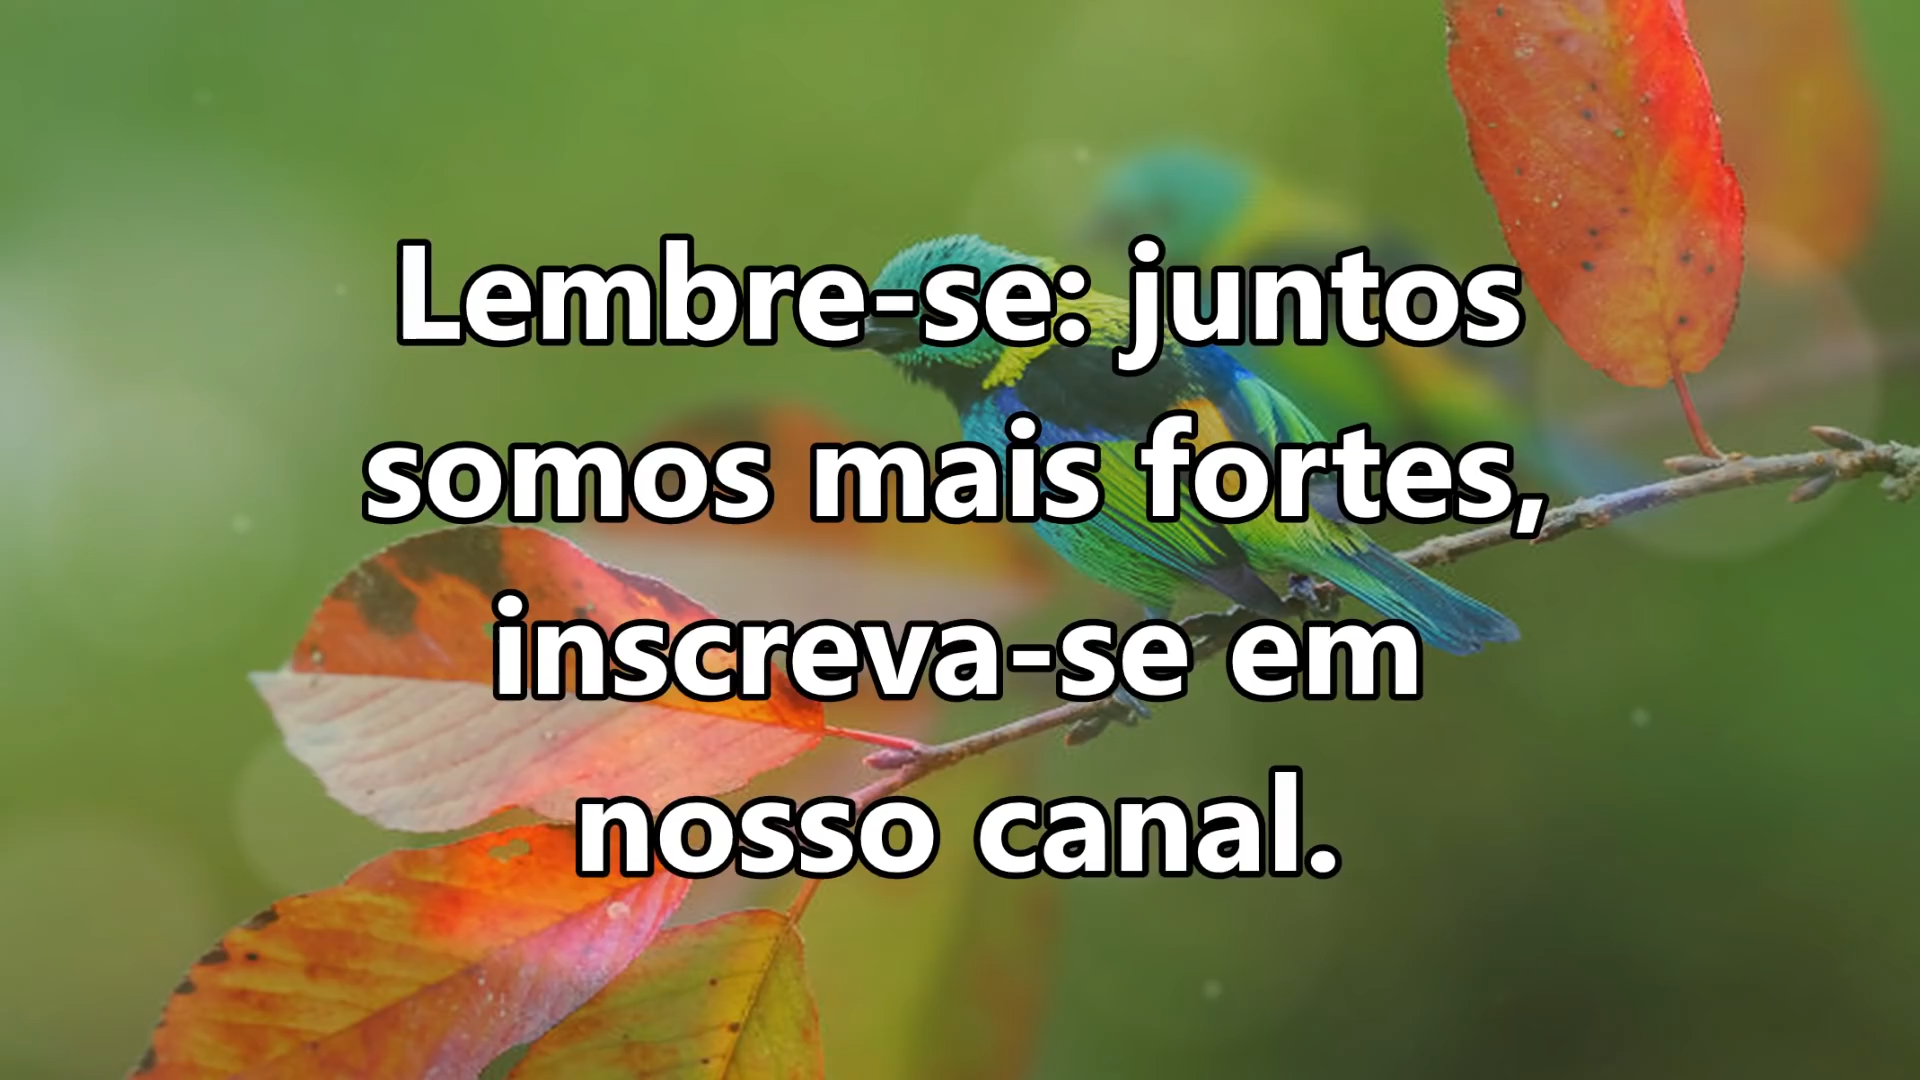 Lembre-se: juntos
somos mais fortes,
inscreva-se em
nosso canal.